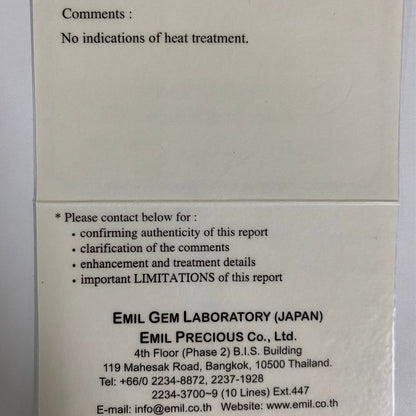 Comments :
No indications of heat treatment.
* Please contact below for :
• confirming authenticity of this report
• clarification of the comments
• enhancement and treatment details
• important LIMITATIONS of this report
EMIL GEM LABORATORY (JAPAN)
EMIL PRECIOUS CO., Ltd.
4th Floor (Phase 2) B.I.S. Building
119 Mahesak Road, Bangkok, 10500 Thailand.
Tel: +66/0 2234-8872, 2237-1928
2234-3700~9 (10 Lines) Ext.447
E-mail: info@emil.co.th Website: www.emil.co.th